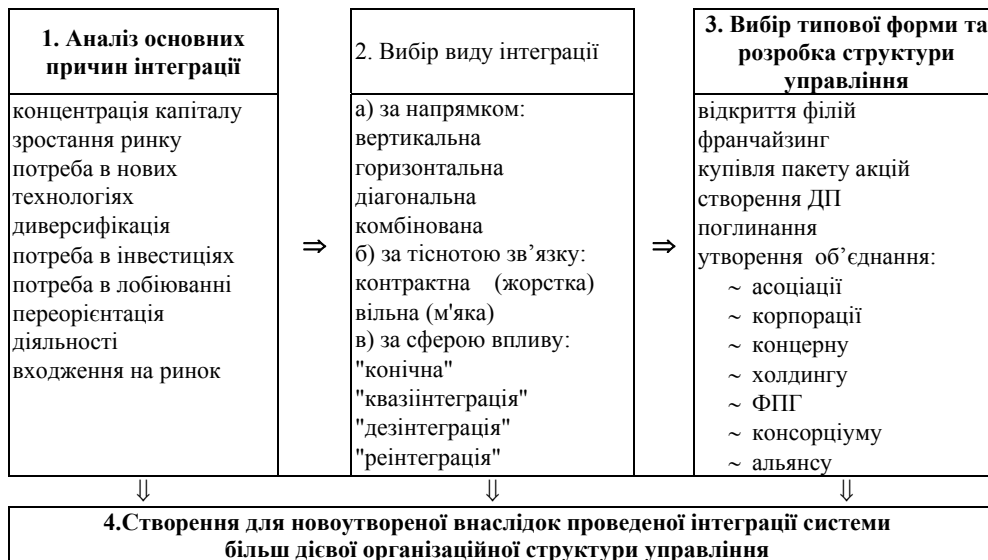 1. Аналіз основних
причин інтеграції
концентрація капіталу
зростання ринку
потреба в нових
технологіях
диверсифікація
потреба в інвестиціях
потреба в лобіюванні
переорієнтація
діяльності
входження на ринок
⇒
2. Вибір виду інтеграції
а) за напрямком:
вертикальна
горизонтальна
діагональна
комбінована
б) за тіснотою зв’язку:
контрактна (жорстка)
вільна (м'яка)
в) за сферою впливу:
"конічна"
"квазіінтеграція"
"дезінтеграція"
"реінтеграція"
⇒
3. Вибір типової форми та
розробка структури
управління
відкриття філій
франчайзинг
купівля пакету акцій
створення ДП
поглинання
утворення об’єднання:
~ асоціації
~ корпорації
~ концерну
~ холдингу
~ ФПГ
~ консорціуму
~ альянсу
⇓ ⇓ ⇓
4.Створення для новоутвореної внаслідок проведеної інтеграції системи
більш дієвої організаційної структури управління